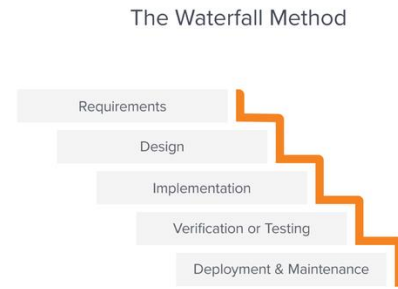 The Waterfall Method
Requirements
Design
Implementation
Verification or Testing
Deployment & Maintenance